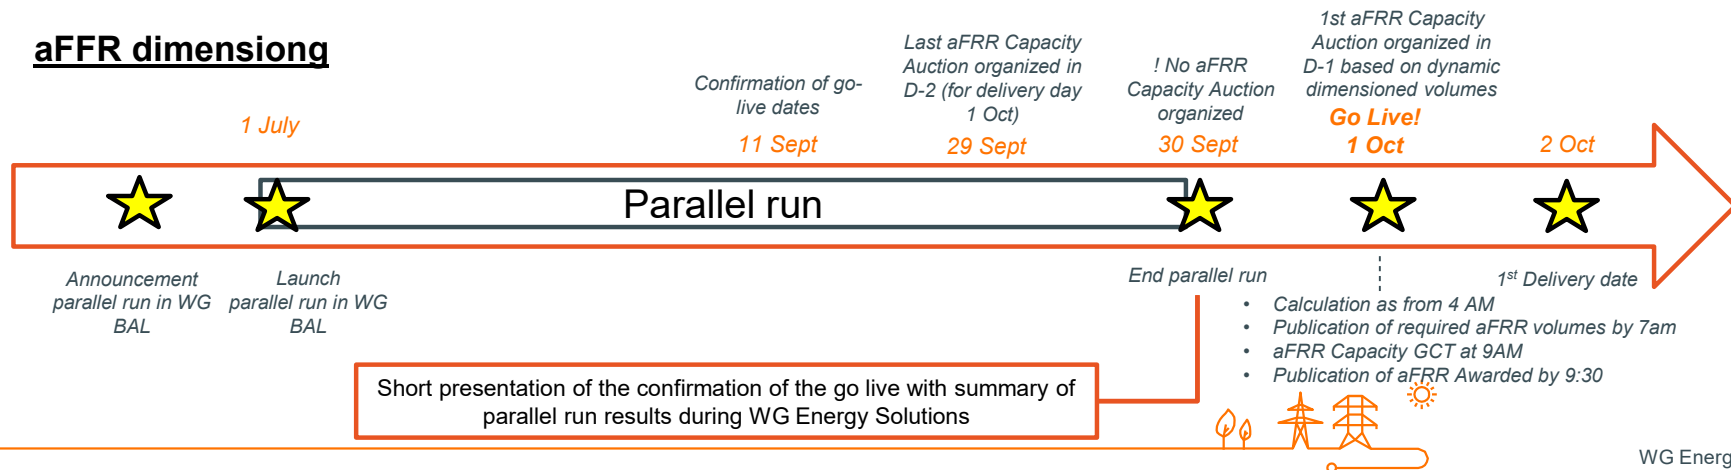 aFFR dimensiong
1 July
Confirmation of go-
live dates
11 Sept
Last aFRR Capacity
Auction organized in
D-2 (for delivery day
1 Oct)
29 Sept
! No aFRR
Capacity Auction
organized
30 Sept
1st aFRR Capacity
Auction organized in
D-1 based on dynamic
dimensioned volumes
Go Live!
1 Oct
2 Oct
Parallel run
Announcement
parallel run in WG
BAL
Launch
parallel run in WG
BAL
End parallel run
1st Delivery date
• Calculation as from 4 AM
• Publication of required aFRR volumes by 7am
• aFRR Capacity GCT at 9AM
• Publication of aFRR Awarded by 9:30
Short presentation of the confirmation of the go live with summary of
parallel run results during WG Energy Solutions
WG Energ